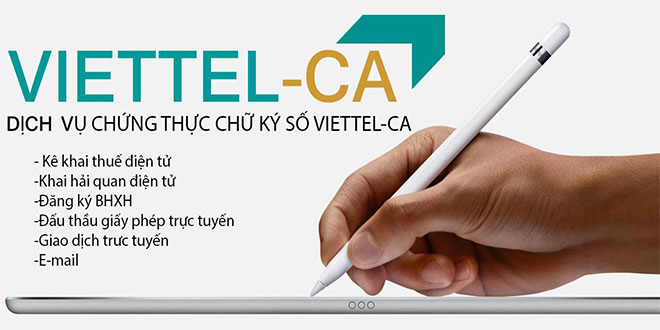 VIETTEL-CA
DỊCH VỤ CHỨNG THỰC CHỮ KÝ SỐ VIETTEL-CA
- Kê khai thuế điện tử
-Khai hải quan điện tử
-Đăng ký BHXH
-Đấu thầu giấy phép trực tuyến
-Giao dịch trưc tuyến
-E-mail